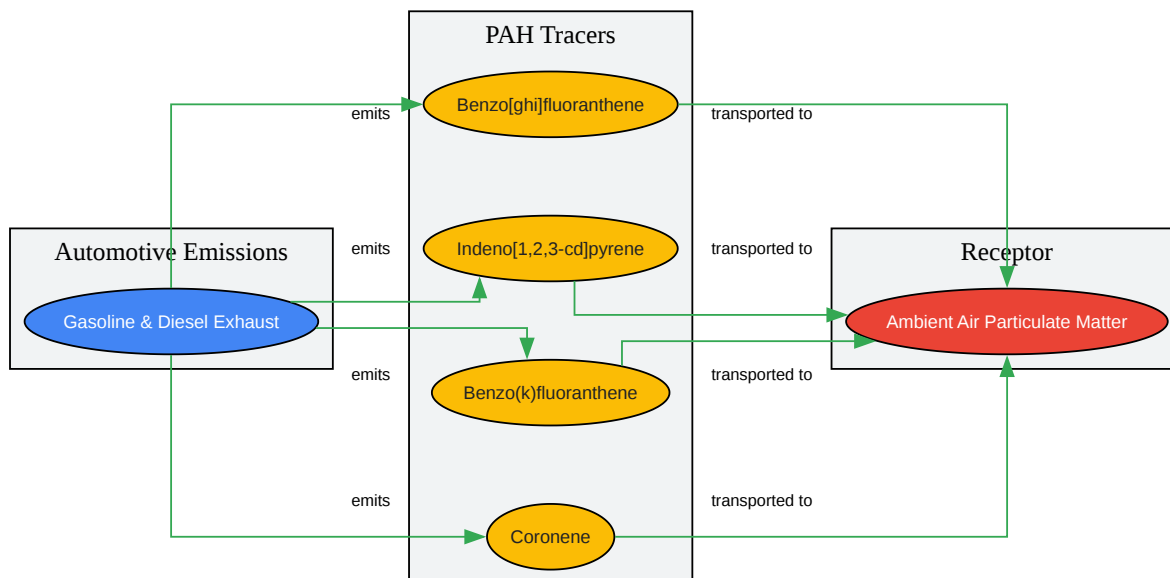 PAH Tracers
Benzo[ghi]fluoranthene
emits
transported to
Automotive Emissions
emits
Indeno[1,2,3-cd]pyrene
transported to
Receptor
Gasoline & Diesel Exhaust
Ambient Air Particulate Matter
emits
Benzo(k)fluoranthene
transported to
emits
transported to
Coronene